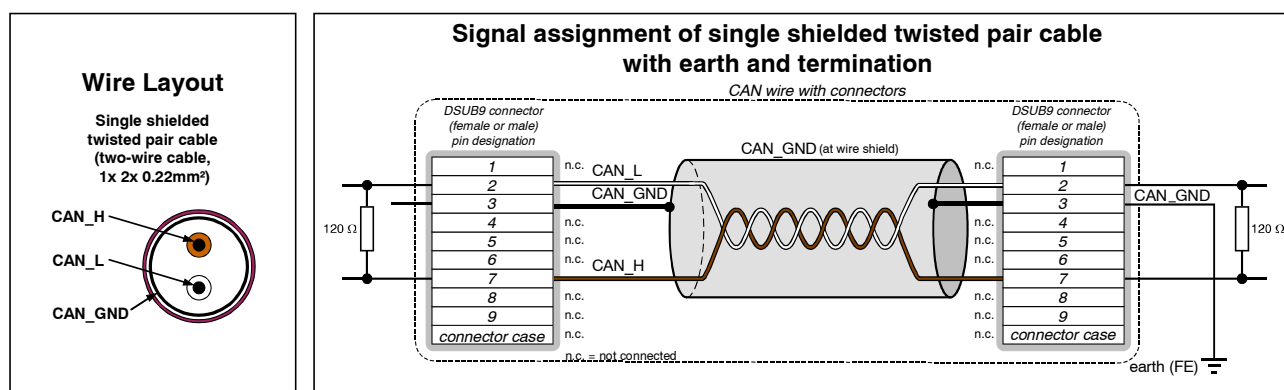 Wire Layout
Single shielded
twisted pair cable
(two-wire cable,
1x 2x 0.22mm²)
CAN_H
CAN_L
CAN_GND
Signal assignment of single shielded twisted pair cable
with earth and termination
CAN wire with connectors
DSUB9 connector
(female or male)
pin designation
1
2
3
4
5
6
7
8
9
connector case
n.c.
CAN_L
CAN_GND
n.c.
n.c.
n.c.
CAN_H
n.c.
n.c.
n.c.
n.c. = not connected
120 Ω
CAN_GND (at wire shield)
DSUB9 connector
(female or male)
pin designation
n.c.
n.c.
n.c.
n.c.
n.c.
n.c.
n.c.
1
2
3
4
5
6
7
8
9
connector case
CAN_GND
120 Ω
earth (FE)